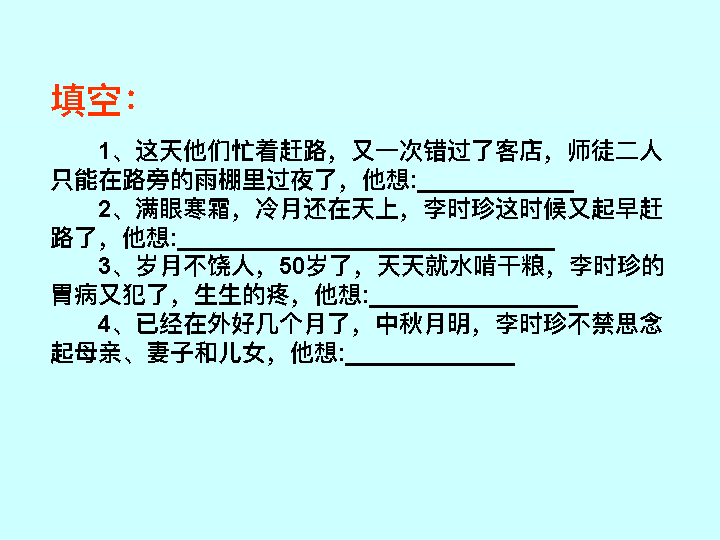 填空：
1、这天他们忙着赶路，又一次错过了客店，师徒二人
只能在路旁的雨棚里过夜了，他想:____________
2、满眼寒霜，冷月还在天上，李时珍这时候又起早赶
路了，他想:_____________________________
3、岁月不饶人，50岁了，天天就水啃干粮，李时珍的
胃病又犯了，生生的疼，他想:________________
4、已经在外好几个月了，中秋月明，李时珍不禁思念
起母亲、妻子和儿女，他想:_____________